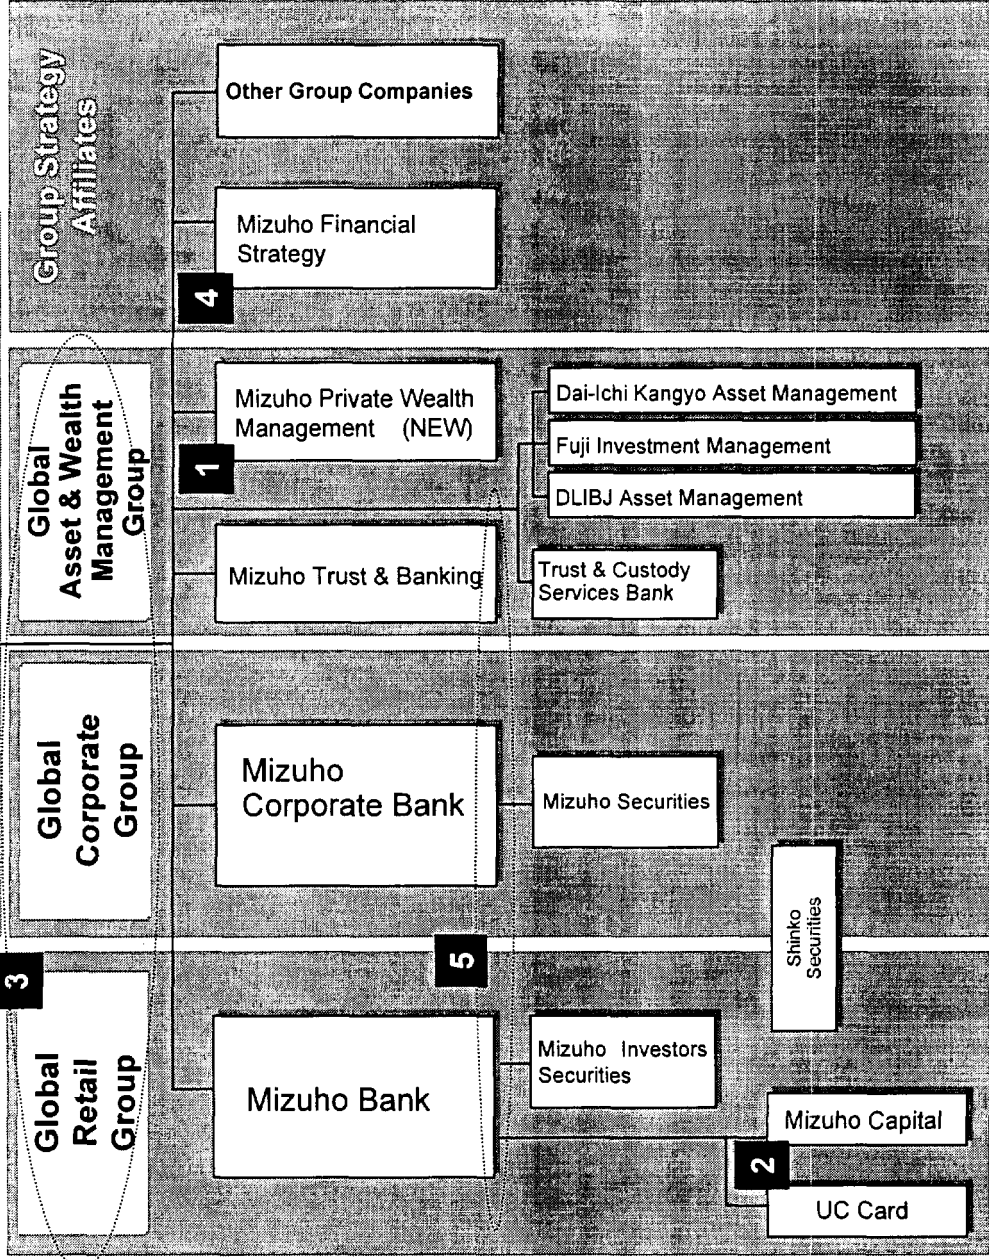 3
Global
Retail
Group
Global
Corporate
Group
Global
Asset & Wealth
Management
Group
Group Strategy
Affiliates
Mizuho Bank
Mizuho
Corporate Bank
Mizuho Trust & Banking
1
Mizuho Private Wealth
Management (NEW)
4
Mizuho Financial
Strategy
Other Group Companies
5
Mizuho Investors
Securities
Mizuho Securities
Trust & Custody
Services Bank
DLIBJ Asset Management
Fuji Investment Management
Dai-Ichi Kangyo Asset Management
2
UC Card
Mizuho Capital
Shinko
Securities